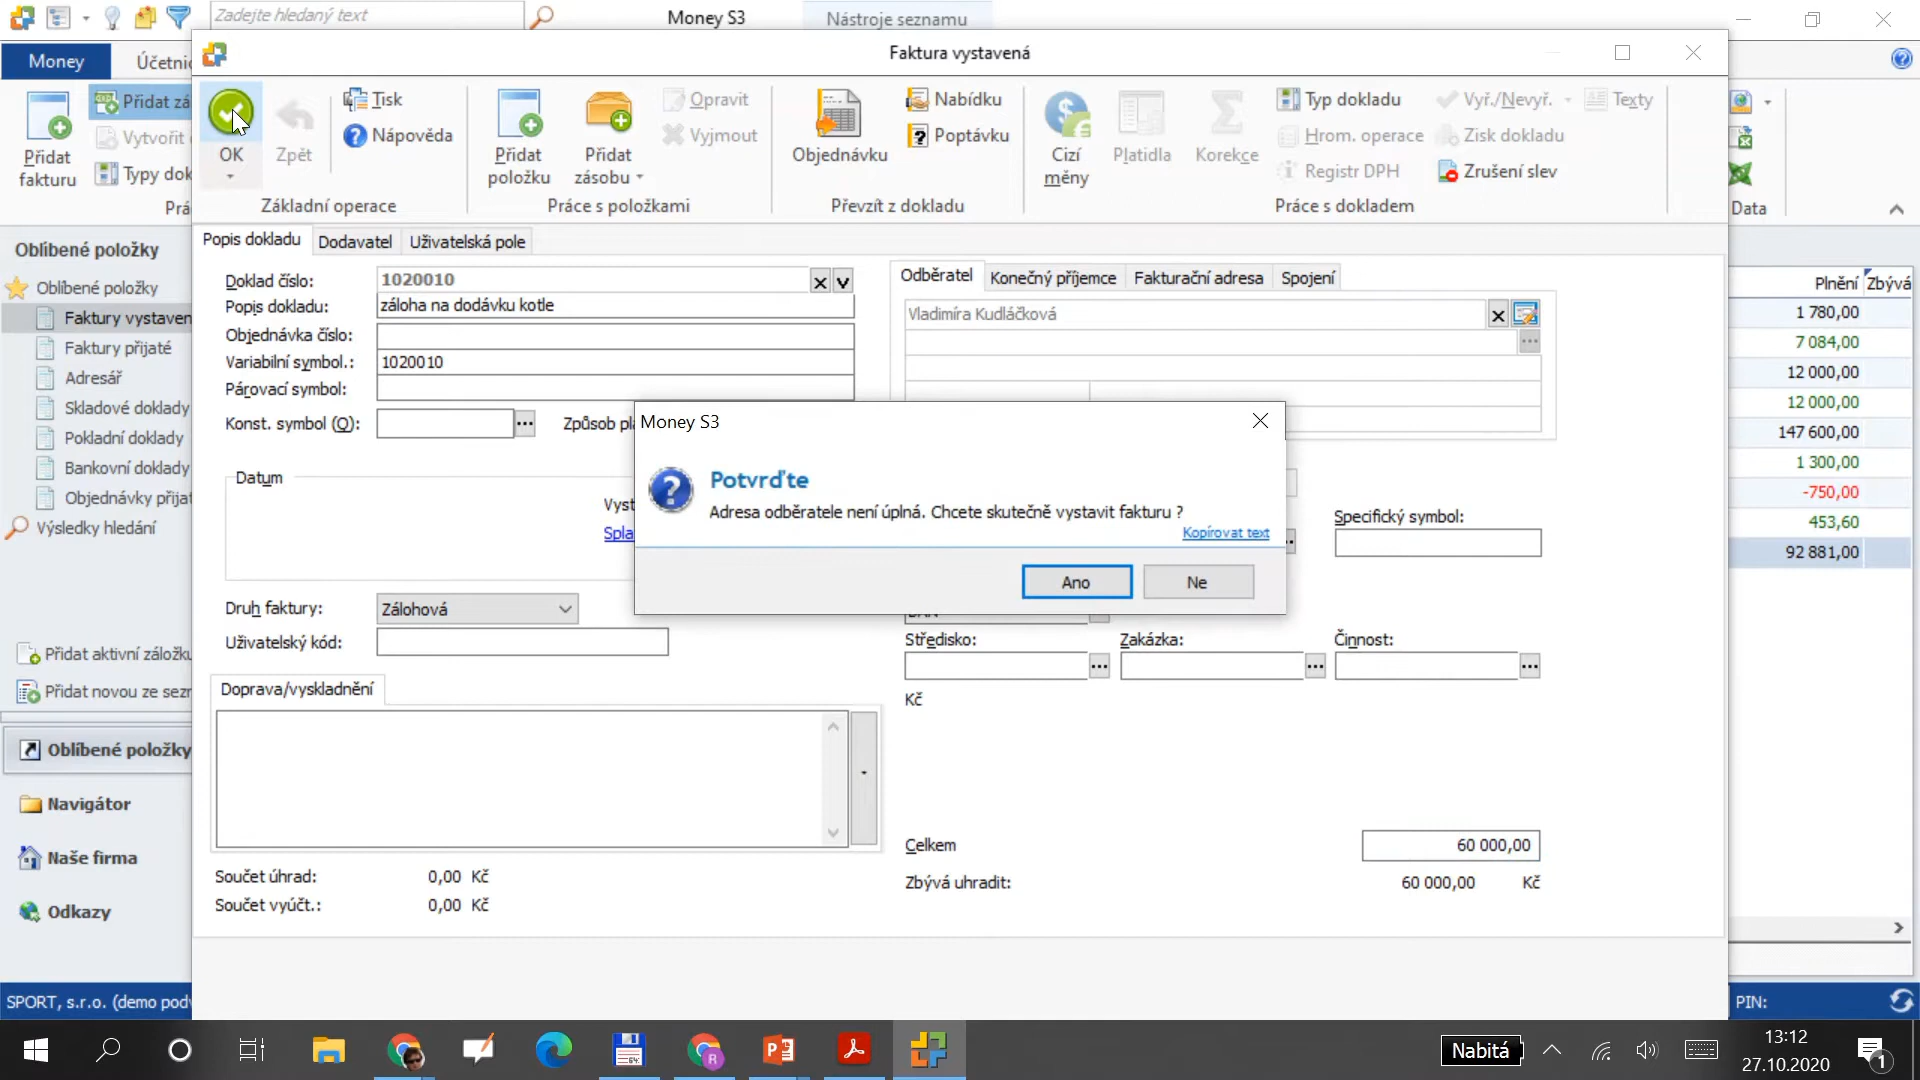 Zadejte hledaný text
Money S3
Nástroje seznamu
Money
Účetnic
Faktura vystavená
Přidat
fakturu
Přidat zá
Vytvořit
Typy dok
Prá
OK
Zpět
Tisk
Nápověda
Základní operace
Přidat
položku
Přidat
zásobu
Opravit
Vyjmout
Práce s položkami
Objednávku
Nabídku
Poptávku
Převzít z dokladu
Cizí
měny
Platidla
Korekce
Typ dokladu
Hrom. operace
Registr DPH
Vyř./Nevyř.
Zisk dokladu
Zrušení slev
Texty
Práce s dokladem
Data
Oblíbené položky
Oblíbené položky
Faktury vystaven
Faktury přijaté
Adresář
Skladové doklady
Pokladní doklady
Bankovní doklady
Objednávky přijat
Výsledky hledání
Přidat aktivní záložku
Přidat novou ze sezn
Oblíbené položky
Navigátor
Naše firma
Odkazy
SPORT, s.r.o. (demo podv
Popis dokladu
Dodavatel
Uživatelská pole
Doklad číslo:
1020010
Popis dokladu:
záloha na dodávku kotle
Objednávka číslo:
Variabilní symbol.:
1020010
Párovací symbol:
Konst. symbol (Q):
Způsob pl
Datum
Vyst
Spla
Druh faktury:
Zálohová
Uživatelský kód:
Doprava/vyskladnění
Součet úhrad:
0,00 Kč
Součet vyúčt.:
0,00 Kč
Odběratel
Konečný příjemce
Fakturační adresa
Spojení
Vladimíra Kudláčková
Specifický symbol:
Středisko:
Zakázka:
Činnost:
Kč
Celkem
60 000,00
Zbývá uhradit:
60 000,00 Kč
Money S3
Potvrďte
Adresa odběratele není úplná. Chcete skutečně vystavit fakturu ?
Kopírovat text
Ano
Ne
Plnění
Zbývá
1 780,00
7 084,00
12 000,00
12 000,00
147 600,00
1 300,00
-750,00
453,60
92 881,00
PIN:
Nabitá
13:12
27.10.2020
1